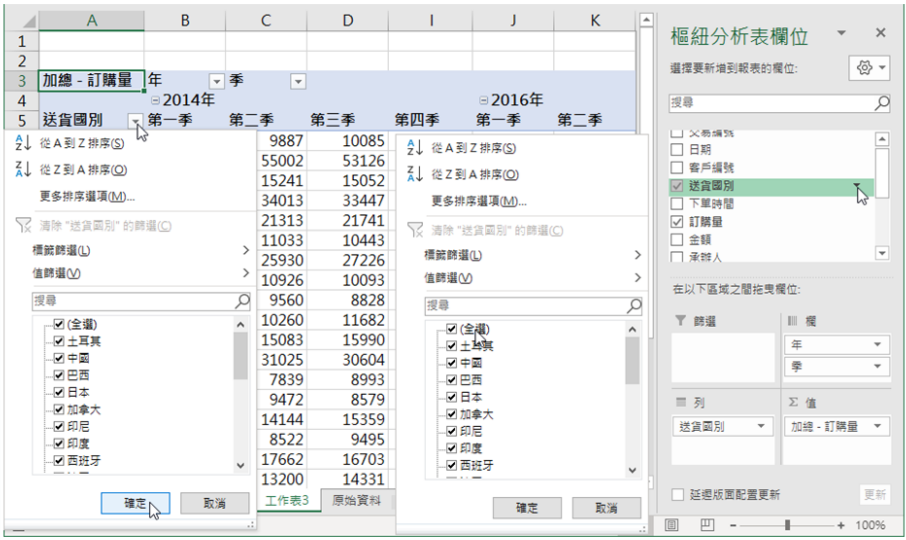 A B C D I J K
1
2
3 加總 - 訂購量 年 季
4 2014年 2016年
5 送貨國別 第一季 第二季 第三季 第四季 第一季 第二季
從 A 到 Z 排序(S)
從 Z 到 A 排序(O)
更多排序選項(M)...
清除 "送貨國別" 的篩選(C)
標籤篩選(L)
值篩選(V)
搜尋
(全選)
土耳其
中國
巴西
日本
加拿大
印尼
印度
西班牙
確定 取消
9887 10085
55002 53126
15241 15052
34013 33447
21313 21741
11033 10443
25930 27226
10926 10093
9560 8828
10260 11682
15083 15990
31025 30604
7839 8993
9472 8579
14144 15359
8522 9495
17662 16703
13200 14331
工作表3 原始資料
從 A 到 Z 排序(S)
從 Z 到 A 排序(O)
更多排序選項(M)...
清除 "送貨國別" 的篩選(C)
標籤篩選(L)
值篩選(V)
搜尋
(全選)
土耳其
中國
巴西
日本
加拿大
印尼
印度
西班牙
確定 取消
樞紐分析表欄位
選擇要新增到報表的欄位:
搜尋
交易編號
日期
客戶編號
送貨國別
下單時間
訂購量
金額
承辦人
在以下區域之間拖曳欄位:
篩選 欄
年
季
列 Σ 值
送貨國別 加總 - 訂購量
延遲版面配置更新 更新
100%